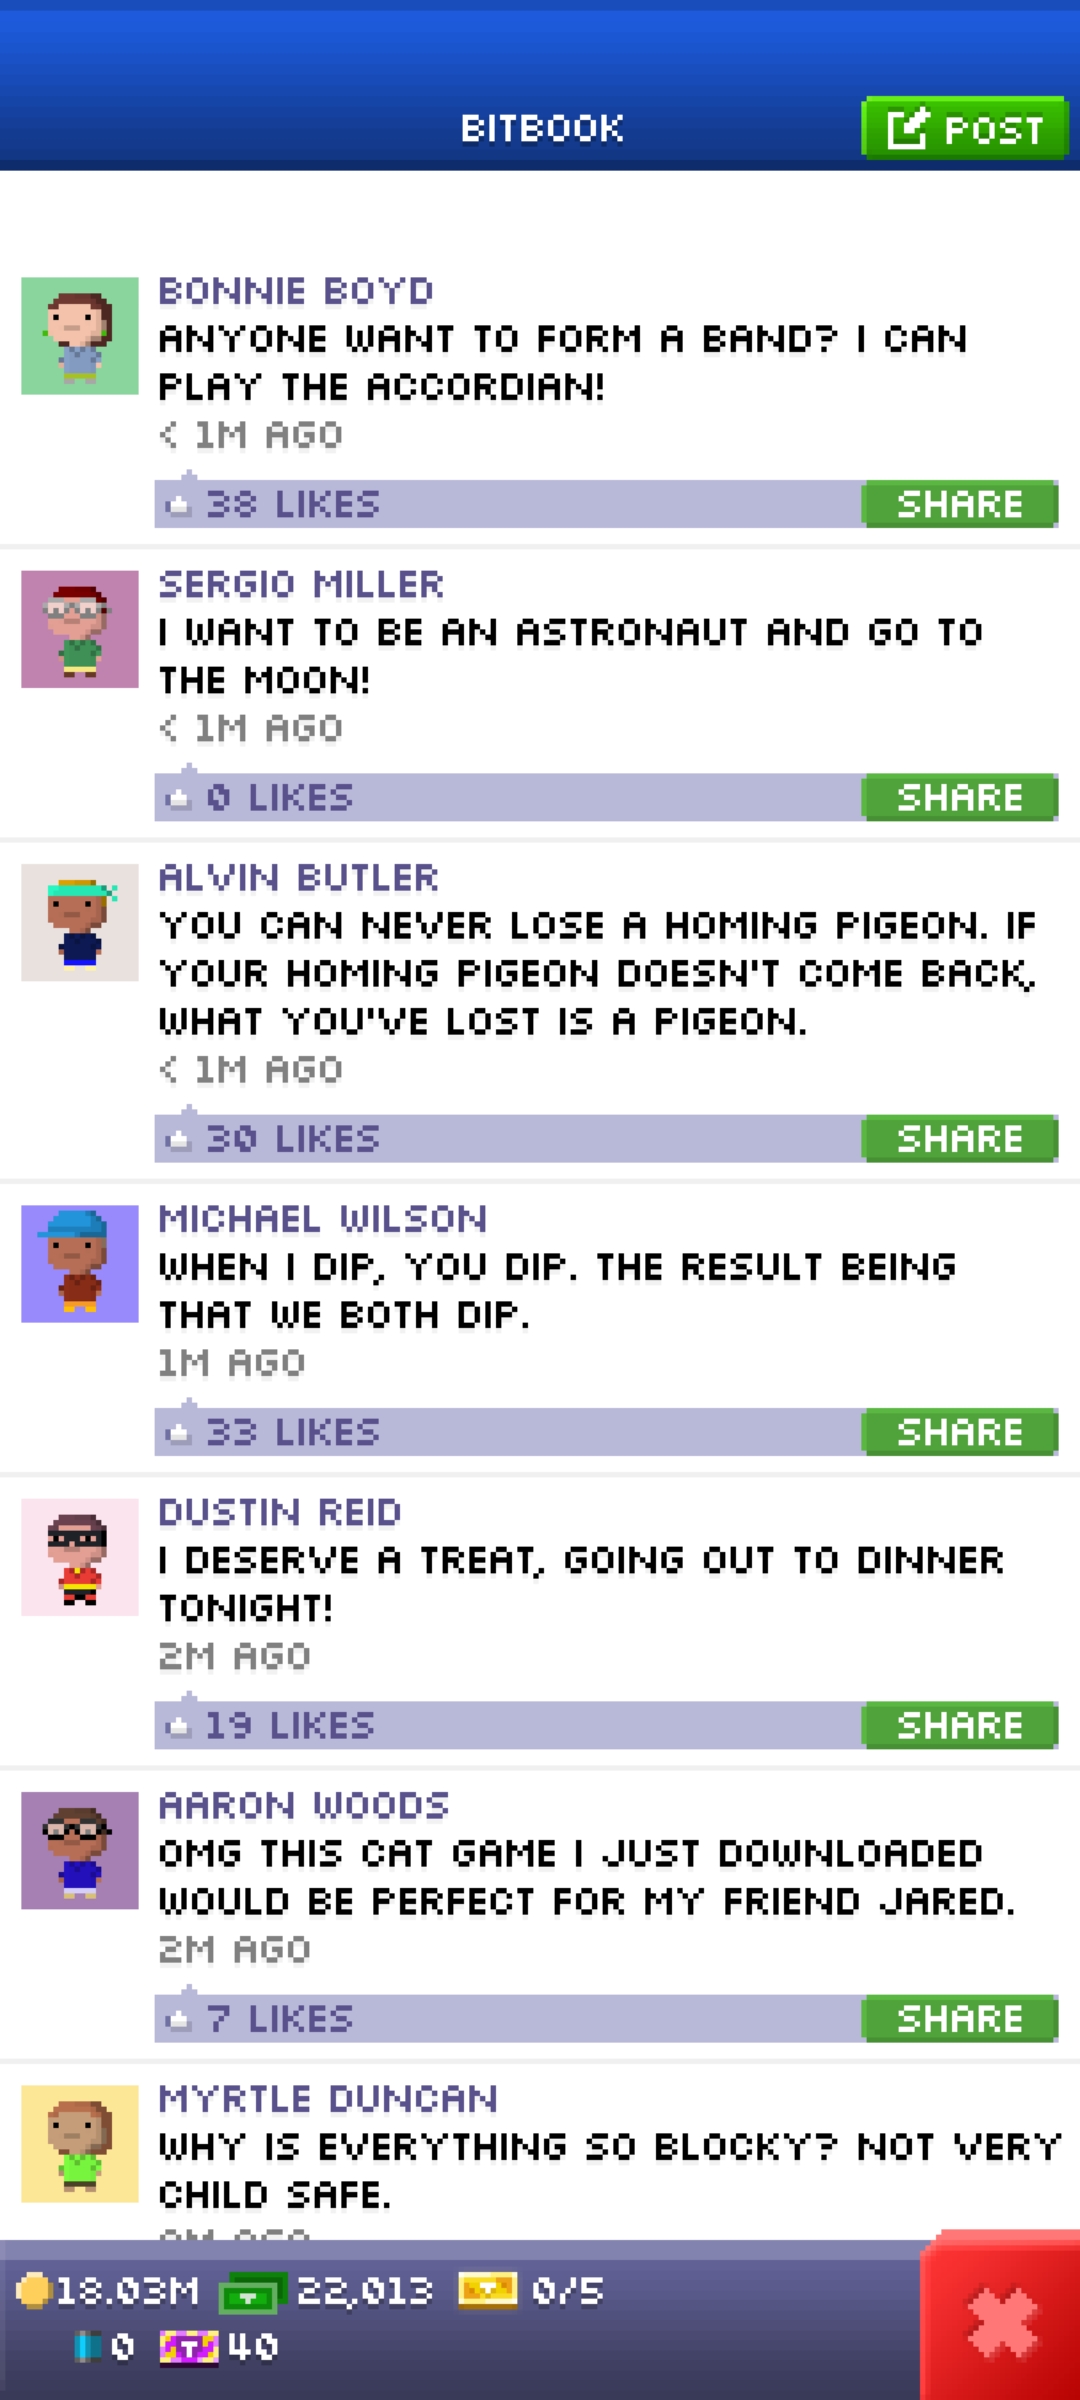 BITBOOK
POST
BONNIE BOYD
ANYONE WANT TO FORM A BAND? I CAN
PLAY THE ACCORDIAN!
< 1M AGO
38 LIKES
SHARE
SERGIO MILLER
I WANT TO BE AN ASTRONAUT AND GO TO
THE MOON!
< 1M AGO
0 LIKES
SHARE
ALVIN BUTLER
YOU CAN NEVER LOSE A HOMING PIGEON. IF
YOUR HOMING PIGEON DOESN'T COME BACK,
WHAT YOU'VE LOST IS A PIGEON.
< 1M AGO
30 LIKES
SHARE
MICHAEL WILSON
WHEN I DIP, YOU DIP. THE RESULT BEING
THAT WE BOTH DIP.
1M AGO
33 LIKES
SHARE
DUSTIN REID
I DESERVE A TREAT, GOING OUT TO DINNER
TONIGHT!
2M AGO
19 LIKES
SHARE
AARON WOODS
OMG THIS CAT GAME I JUST DOWNLOADED
WOULD BE PERFECT FOR MY FRIEND JARED.
2M AGO
7 LIKES
SHARE
MYRTLE DUNCAN
WHY IS EVERYTHING SO BLOCKY? NOT VERY
CHILD SAFE.
AGO
18.03M 22,013 0/5
0 T 40